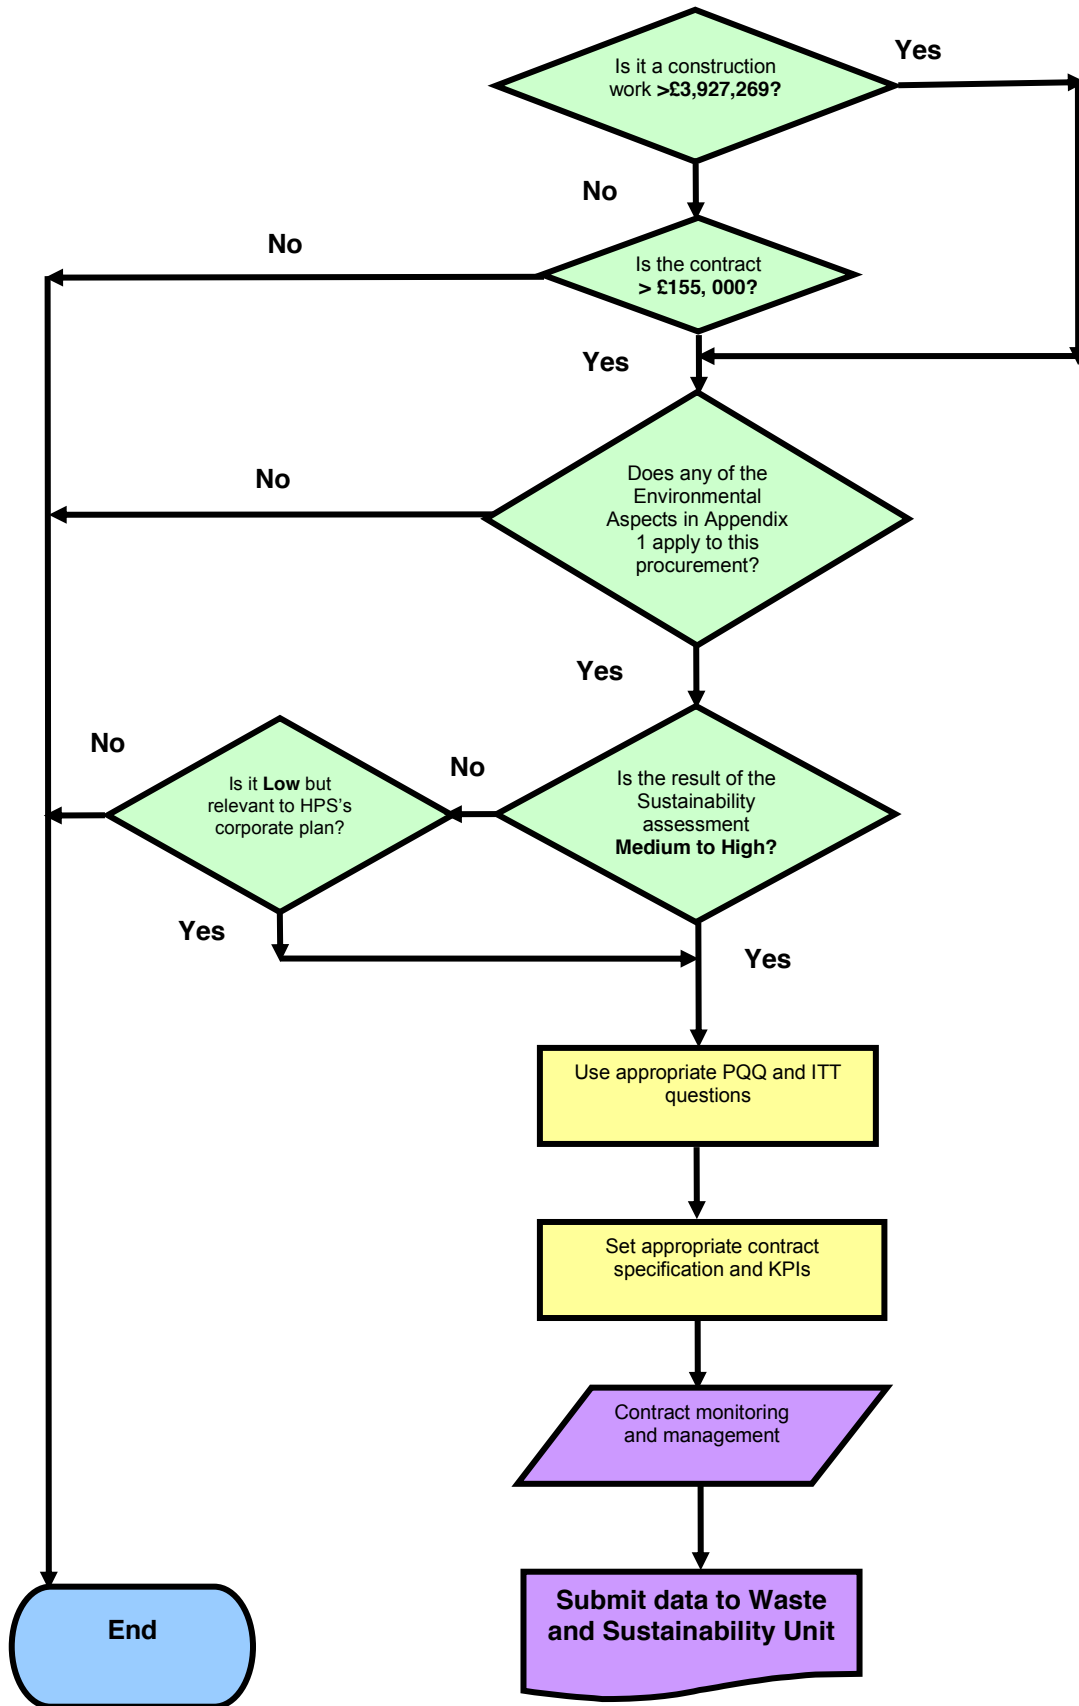 Is it a construction
work >£3,927,269?
Yes
No
No
Is the contract
> £155, 000?
Yes
No
Does any of the
Environmental
Aspects in Appendix
1 apply to this
procurement?
Yes
No
Is it Low but
relevant to HPS's
corporate plan?
No
Is the result of the
Sustainability
assessment
Medium to High?
Yes
Yes
Use appropriate PQQ and ITT
questions
Set appropriate contract
specification and KPIs
Contract monitoring
and management
Submit data to Waste
and Sustainability Unit
End